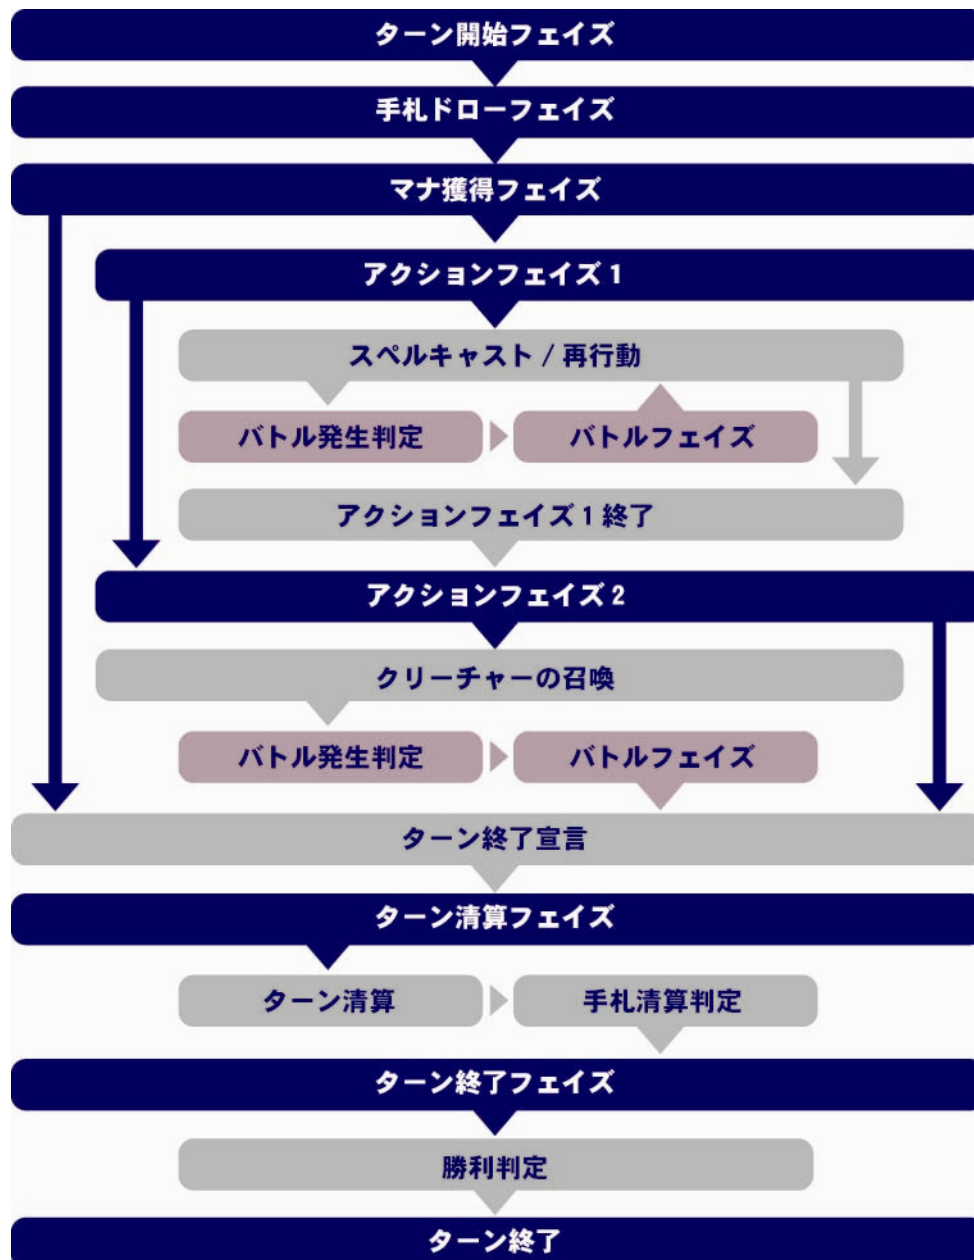 ターン開始フェイズ
手札ドローフェイズ
マナ獲得フェイズ
アクションフェイズ1
スペルキャスト / 再行動
バトル発生判定
バトルフェイズ
アクションフェイズ1終了
アクションフェイズ2
クリーチャーの召喚
バトル発生判定
バトルフェイズ
ターン終了宣言
ターン清算フェイズ
ターン清算
手札清算判定
ターン終了フェイズ
勝利判定
ターン終了